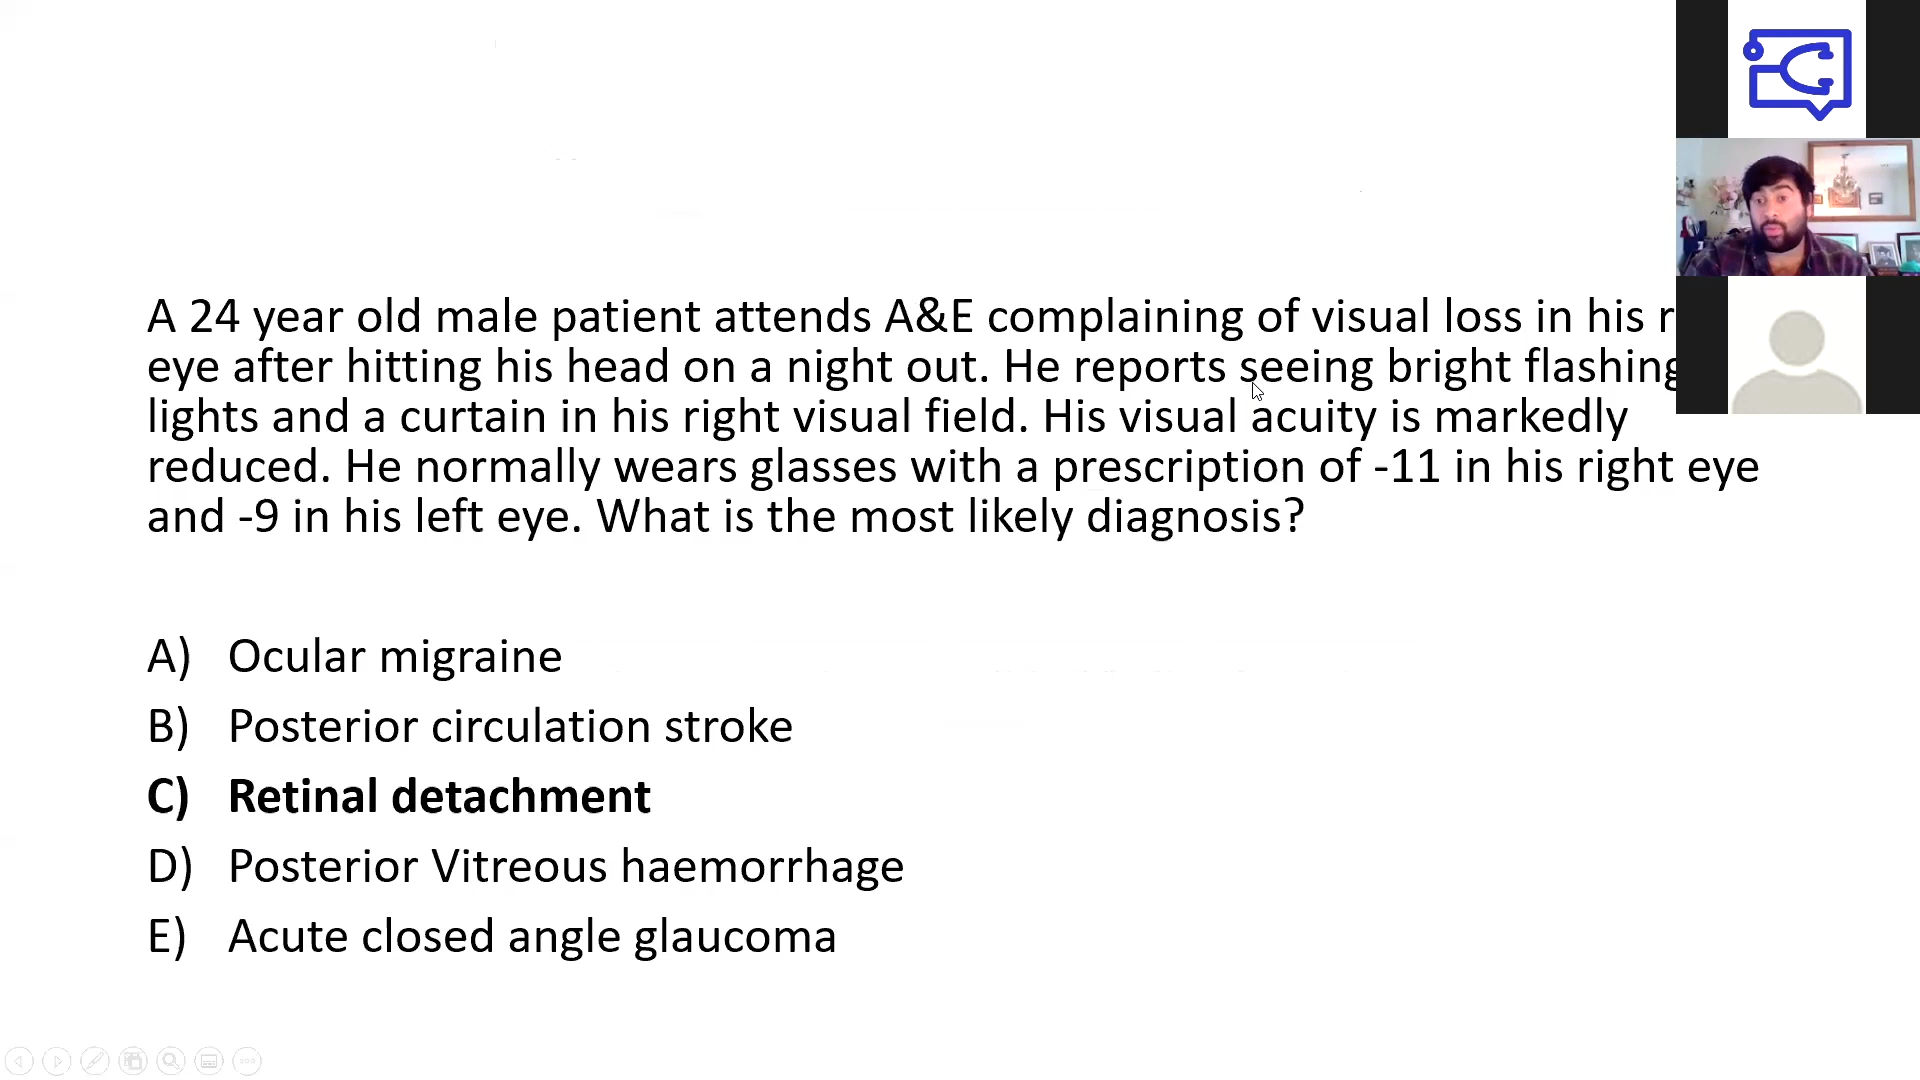 A 24 year old male patient attends A&E complaining of visual loss in his
eye after hitting his head on a night out. He reports seeing bright flashing
lights and a curtain in his right visual field. His visual acuity is markedly
reduced. He normally wears glasses with a prescription of -11 in his right eye
and -9 in his left eye. What is the most likely diagnosis?
A) Ocular migraine
B) Posterior circulation stroke
C) Retinal detachment
D) Posterior Vitreous haemorrhage
E) Acute closed angle glaucoma